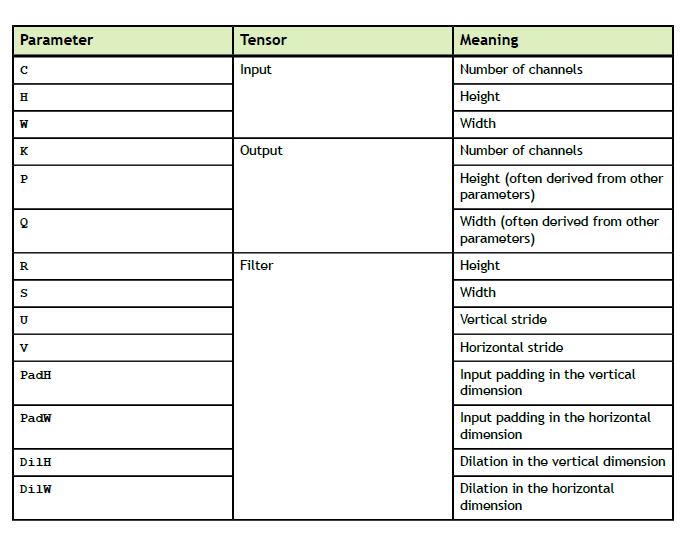 Parameter Tensor Meaning
C Input Number of channels
H Height
W Width
K Output Number of channels
P Height (often derived from other
parameters)
Q Width (often derived from other
parameters)
R Filter Height
S Width
U Vertical stride
V Horizontal stride
PadH Input padding in the vertical
dimension
PadW Input padding in the horizontal
dimension
DilH Dilation in the vertical dimension
DilW Dilation in the horizontal
dimension